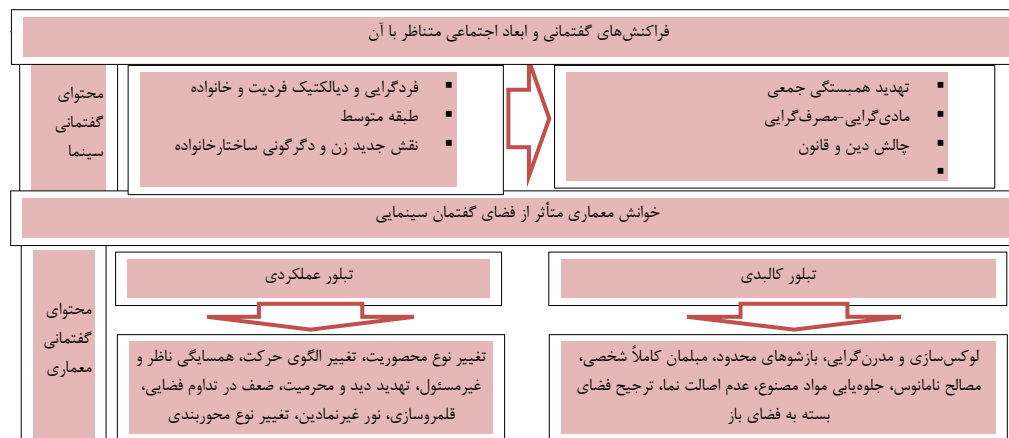 فراکنش‌های گفتمانی و ابعاد اجتماعی متناظر با آن
محتوای
گفتمانی
سینما
▪ فردگرایی و دیالکتیک فردیت و خانواده
▪ طبقه متوسط
▪ نقش جدید زن و دگرگونی ساختارخانواده
▪ تهدید همبستگی جمعی
▪ مادی‌گرایی-مصرف‌گرایی
▪ چالش دین و قانون
▪
خوانش معماری متأثر از فضای گفتمان سینمایی
محتوای
گفتمانی
معماری
تبلور عملکردی
تغییر نوع محصوریت، تغییر الگوی حرکت، همسایگی ناظر و
غیرمسئول، تهدید دید و محرمیت، ضعف در تداوم فضایی،
قلمروسازی، نور غیرنمادین، تغییر نوع محوربندی
تبلور کالبدی
لوکس‌سازی و مدرن‌گرایی، بازشوهای محدود، مبلمان کاملاً شخصی،
مصالح نامانوس، جلوه‌یابی مواد مصنوع، عدم اصالت نما، ترجیح فضای
بسته به فضای باز